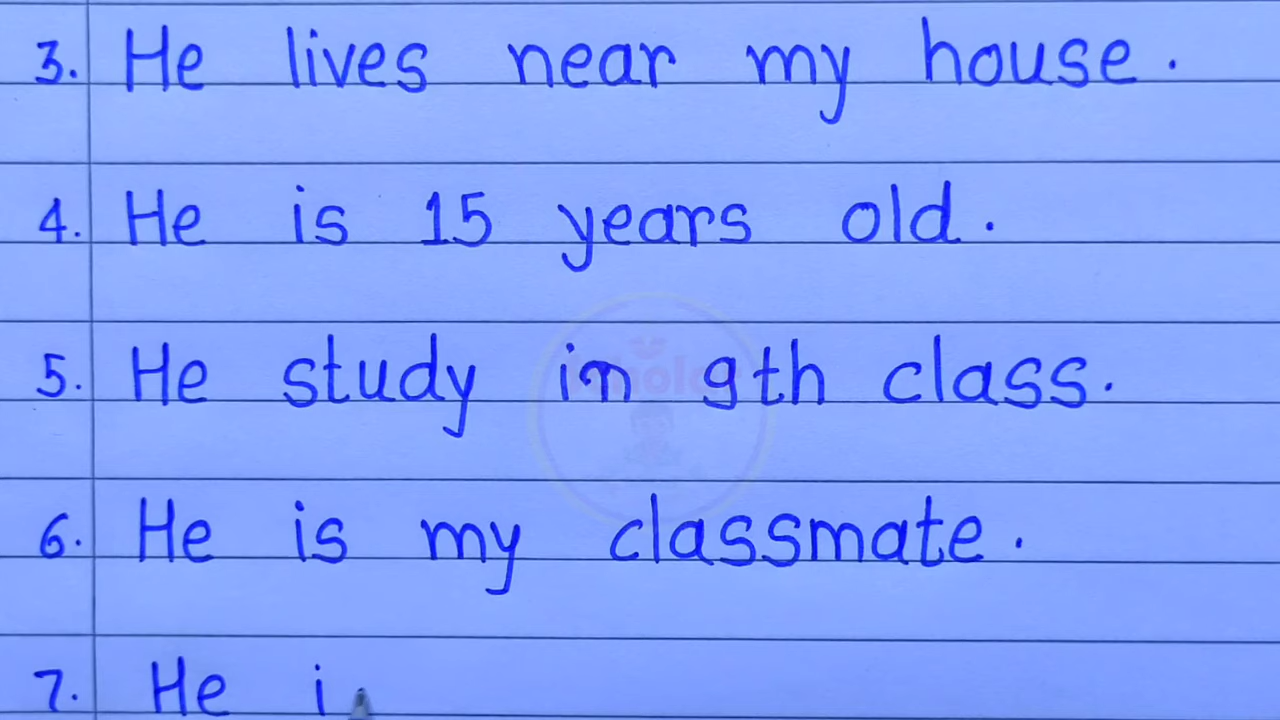 3. He lives near my house.
4. He is 15 years old.
5. He study in 9th class.
6. He is my classmate.
7. He i